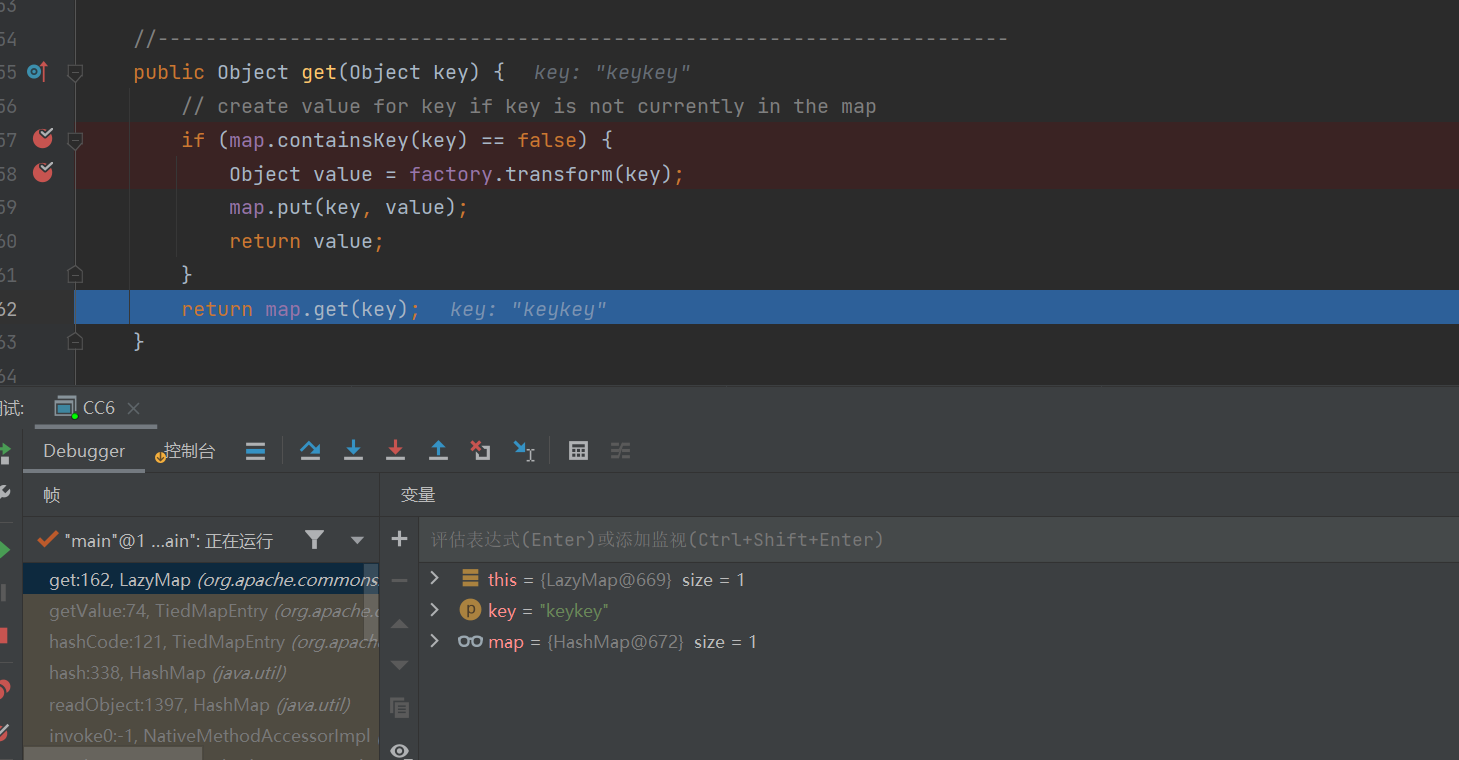 53
54 //-----------------------------------------------------------------------
55 public Object get(Object key) { key: "keykey"
56 // create value for key if key is not currently in the map
57 if (map.containsKey(key) == false) {
58 Object value = factory.transform(key);
59 map.put(key, value);
60 return value;
61 }
62 return map.get(key); key: "keykey"
63 }
64
试: CC6
Debugger 控制台
帧 变量
"main"@1 ...ain": 正在运行
评估表达式(Enter)或添加监视(Ctrl+Shift+Enter)
get:162, LazyMap (org.apache.commons.
this = {LazyMap@669} size = 1
getValue:74, TiedMapEntry (org.apache.c
key = "keykey"
hashCode:121, TiedMapEntry (org.apach
map = {HashMap@672} size = 1
hash:338, HashMap (java.util)
readObject:1397, HashMap (java.util)
invoke0:-1, NativeMethodAccessorImpl